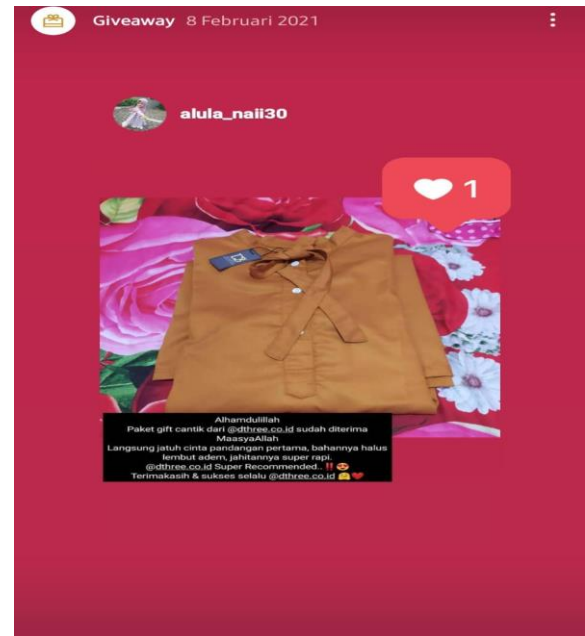 Giveaway 8 Februari 2021
alula_naii30
1
Alhamdulillah
Paket gift cantik dari @dthree.co.id sudah diterima
MaasyaAllah
Langsung jatuh cinta pandangan pertama, bahannya halus
lembut adem, jahitannya super rapi.
@dthree.co.id Super Recommended.. ‼️😍
Terimakasih & sukses selalu @dthree.co.id 🤗❤️